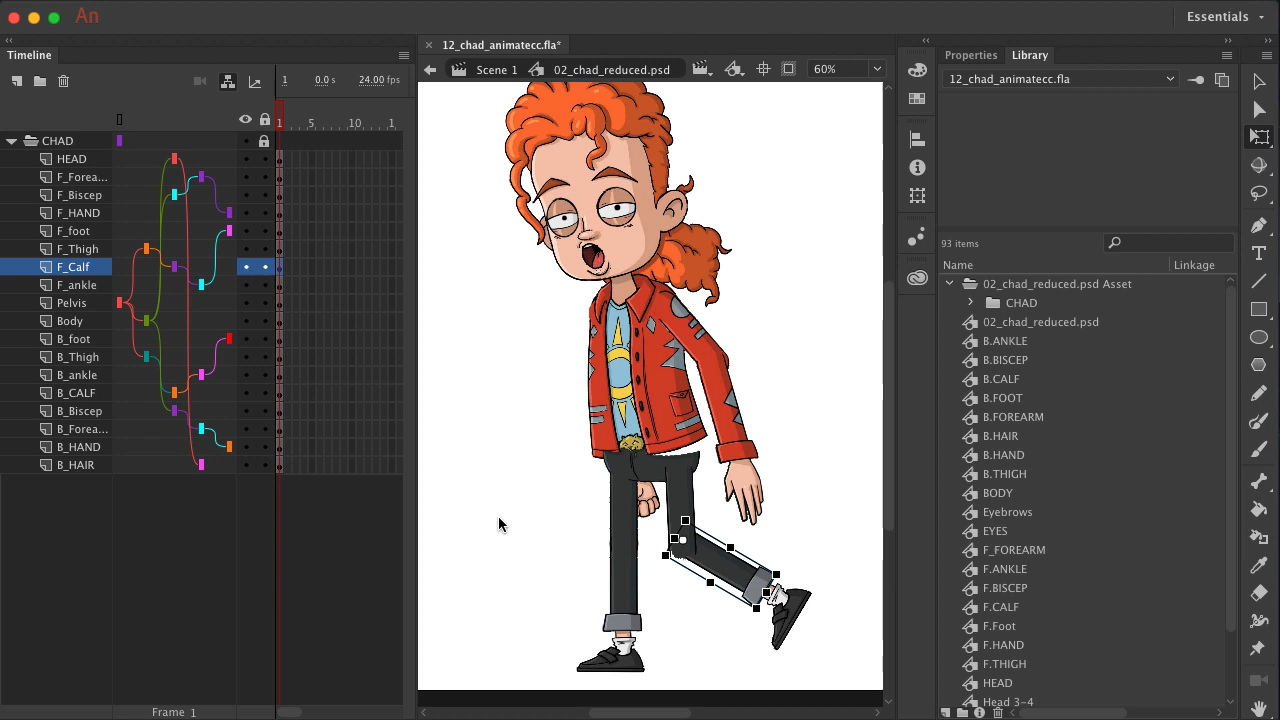 An
Essentials
Timeline
12_chad_animatecc.fla*
Properties
Library
Scene 1
02_chad_reduced.psd
60%
1
0.0 s
24.00 fps
12_chad_animatecc.fla
1
5
10
1
CHAD
HEAD
F_Forea...
F_Biscep
F_HAND
F_foot
F_Thigh
F_Calf
F_ankle
Pelvis
Body
B_foot
B_Thigh
B_ankle
B_CALF
B_Biscep
B_Forea...
B_HAND
B_HAIR
Frame 1
93 items
Name
Linkage
02_chad_reduced.psd Asset
CHAD
02_chad_reduced.psd
B.ANKLE
B.BISCEP
B.CALF
B.FOOT
B.FOREARM
B.HAIR
B.HAND
B.THIGH
BODY
Eyebrows
EYES
F_FOREARM
F.ANKLE
F.BISCEP
F.CALF
F.Foot
F.HAND
F.THIGH
HEAD
Head 3-4